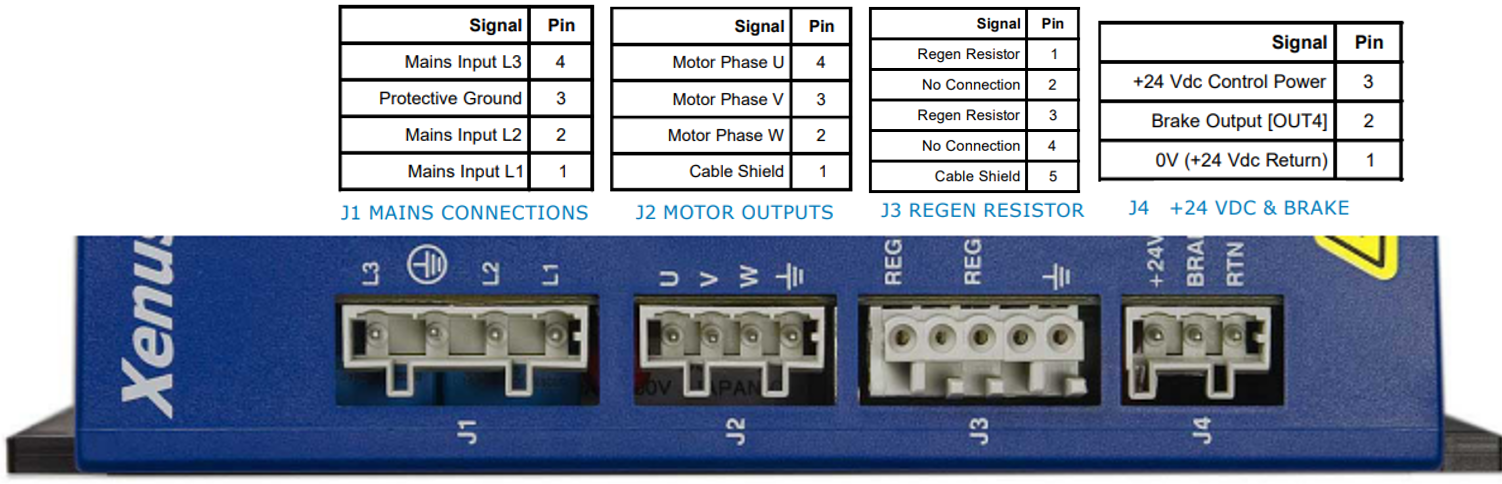 Signal Pin
Mains Input L3 4
Protective Ground 3
Mains Input L2 2
Mains Input L1 1
J1 MAINS CONNECTIONS
Signal Pin
Motor Phase U 4
Motor Phase V 3
Motor Phase W 2
Cable Shield 1
J2 MOTOR OUTPUTS
Signal Pin
Regen Resistor 1
No Connection 2
Regen Resistor 3
No Connection 4
Cable Shield 5
J3 REGEN RESISTOR
Signal Pin
+24 Vdc Control Power 3
Brake Output [OUT4] 2
0V (+24 Vdc Return) 1
J4 +24 VDC & BRAKE
Xenus
L3 L2 L1
U V W
REG REG
+24V
BRA
RTN
JAPAN
J1
J2
J3
J4